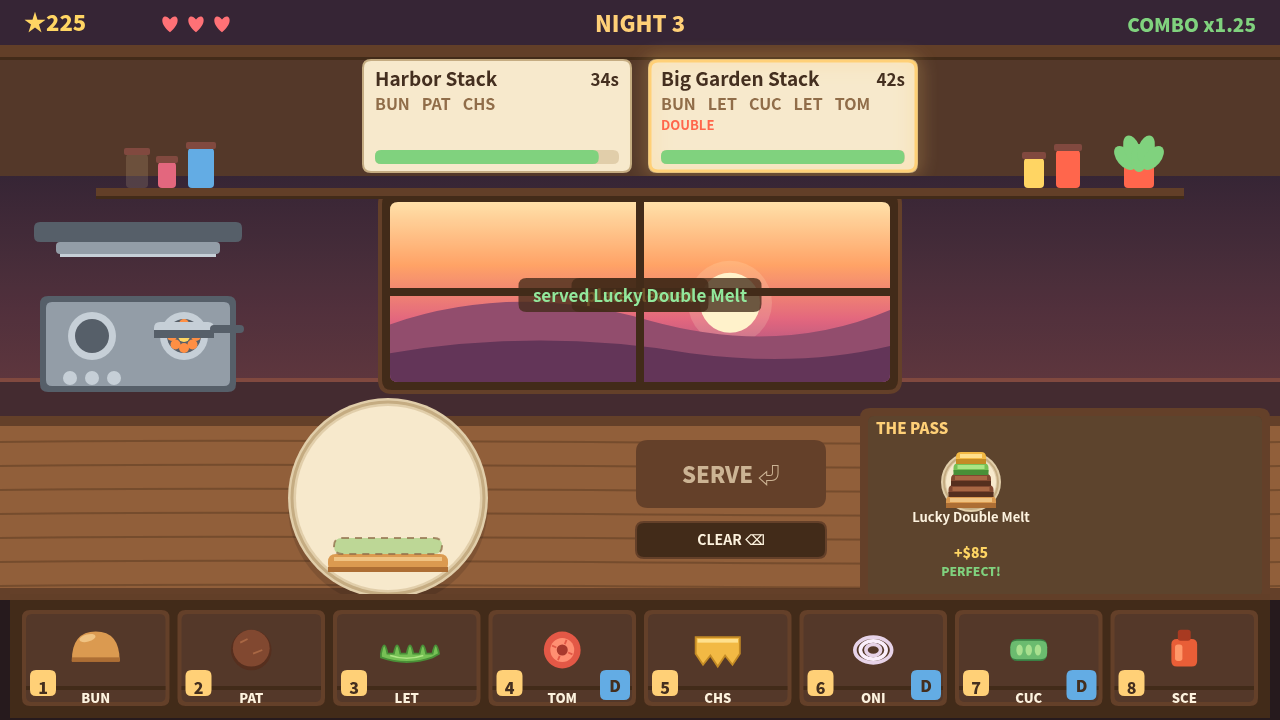 ★225
NIGHT 3
COMBO x1.25
Harbor Stack 34s
BUN PAT CHS
Big Garden Stack 42s
BUN LET CUC LET TOM
DOUBLE
served Lucky Double Melt
SERVE ⏎
CLEAR ⌫
THE PASS
Lucky Double Melt
+$85
PERFECT!
1 BUN
2 PAT
3 LET
4 TOM D
5 CHS
6 ONI D
7 CUC D
8 SCE